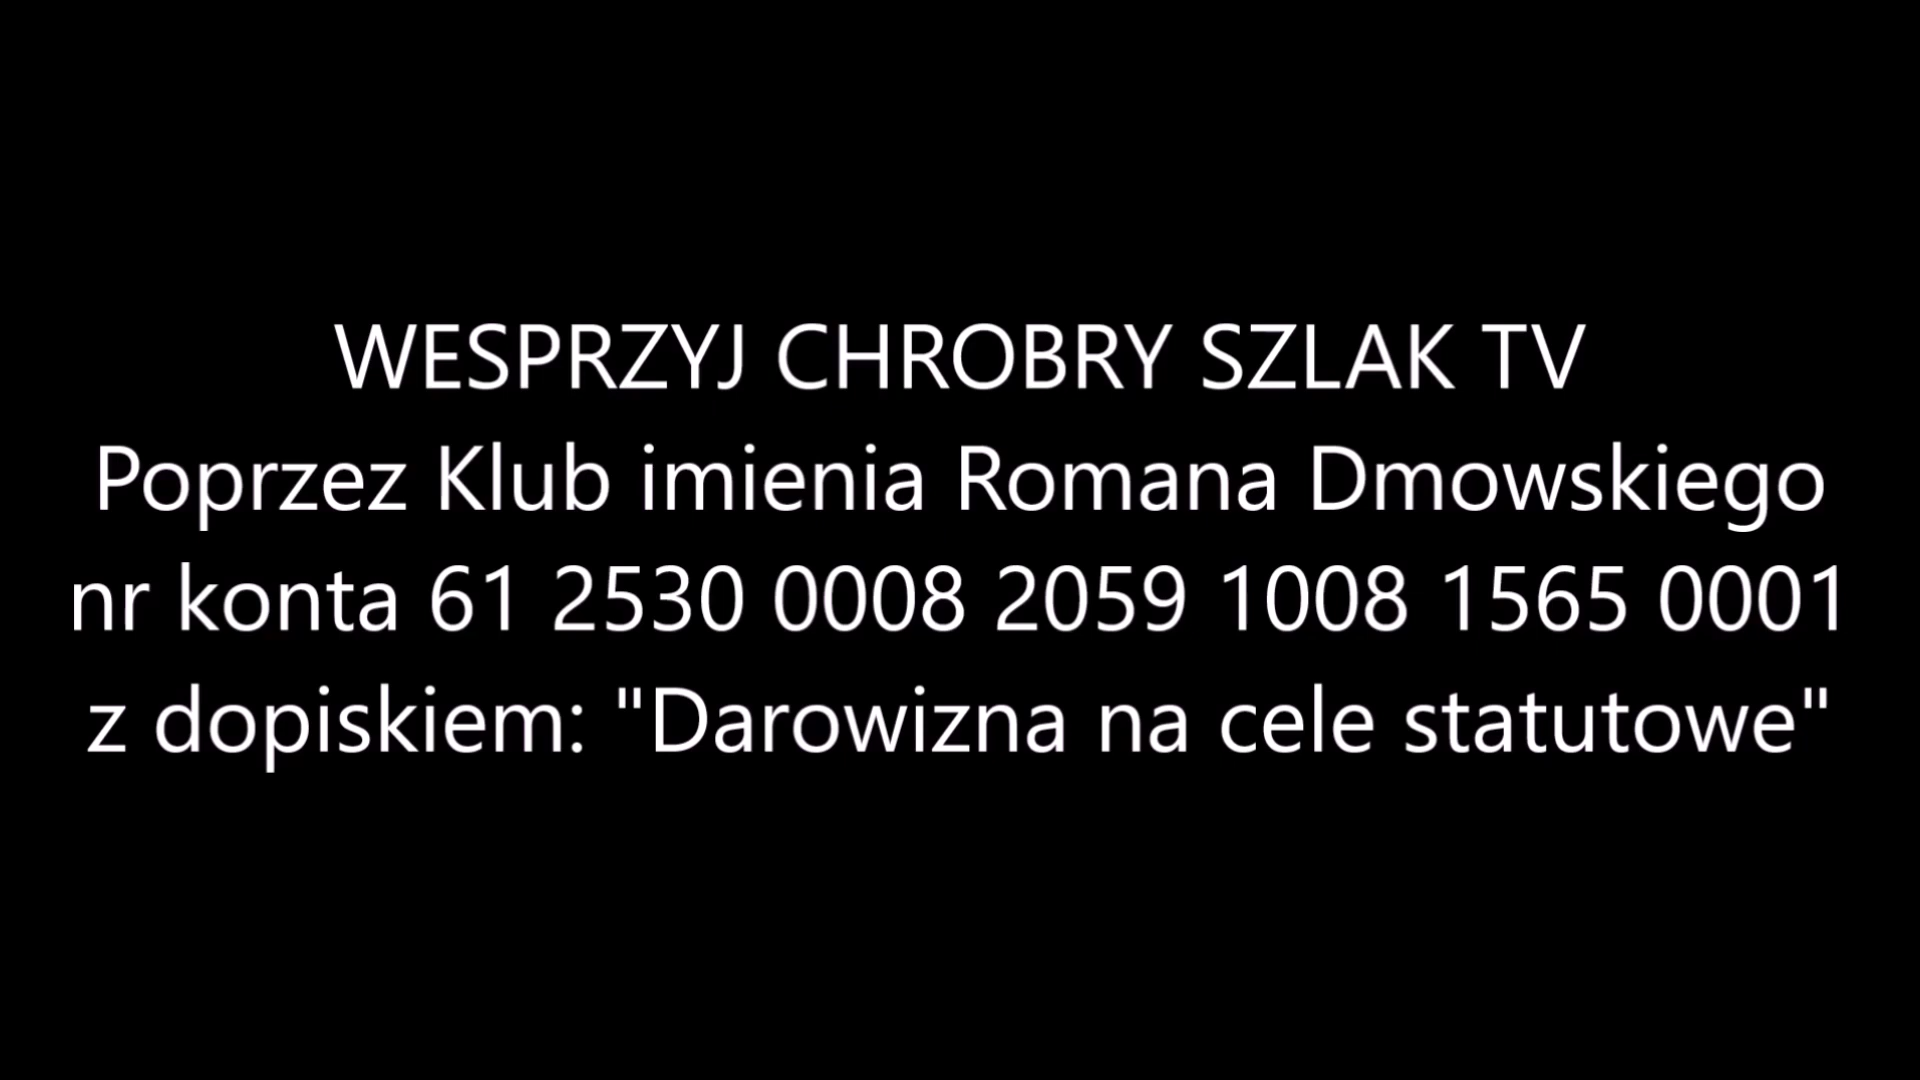 WESPRZYJ CHROBRY SZLAK TV
Poprzez Klub imienia Romana Dmowskiego
nr konta 61 2530 0008 2059 1008 1565 0001
z dopiskiem: "Darowizna na cele statutowe"